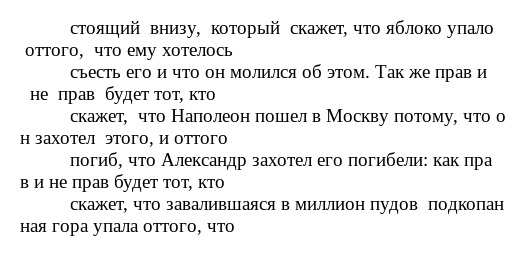 стоящий внизу, который скажет, что яблоко упало
оттого, что ему хотелось
съесть его и что он молился об этом. Так же прав и
не прав будет тот, кто
скажет, что Наполеон пошел в Москву потому, что о
н захотел этого, и оттого
погиб, что Александр захотел его погибели: как пра
в и не прав будет тот, кто
скажет, что завалившаяся в миллион пудов подкопан
ная гора упала оттого, что